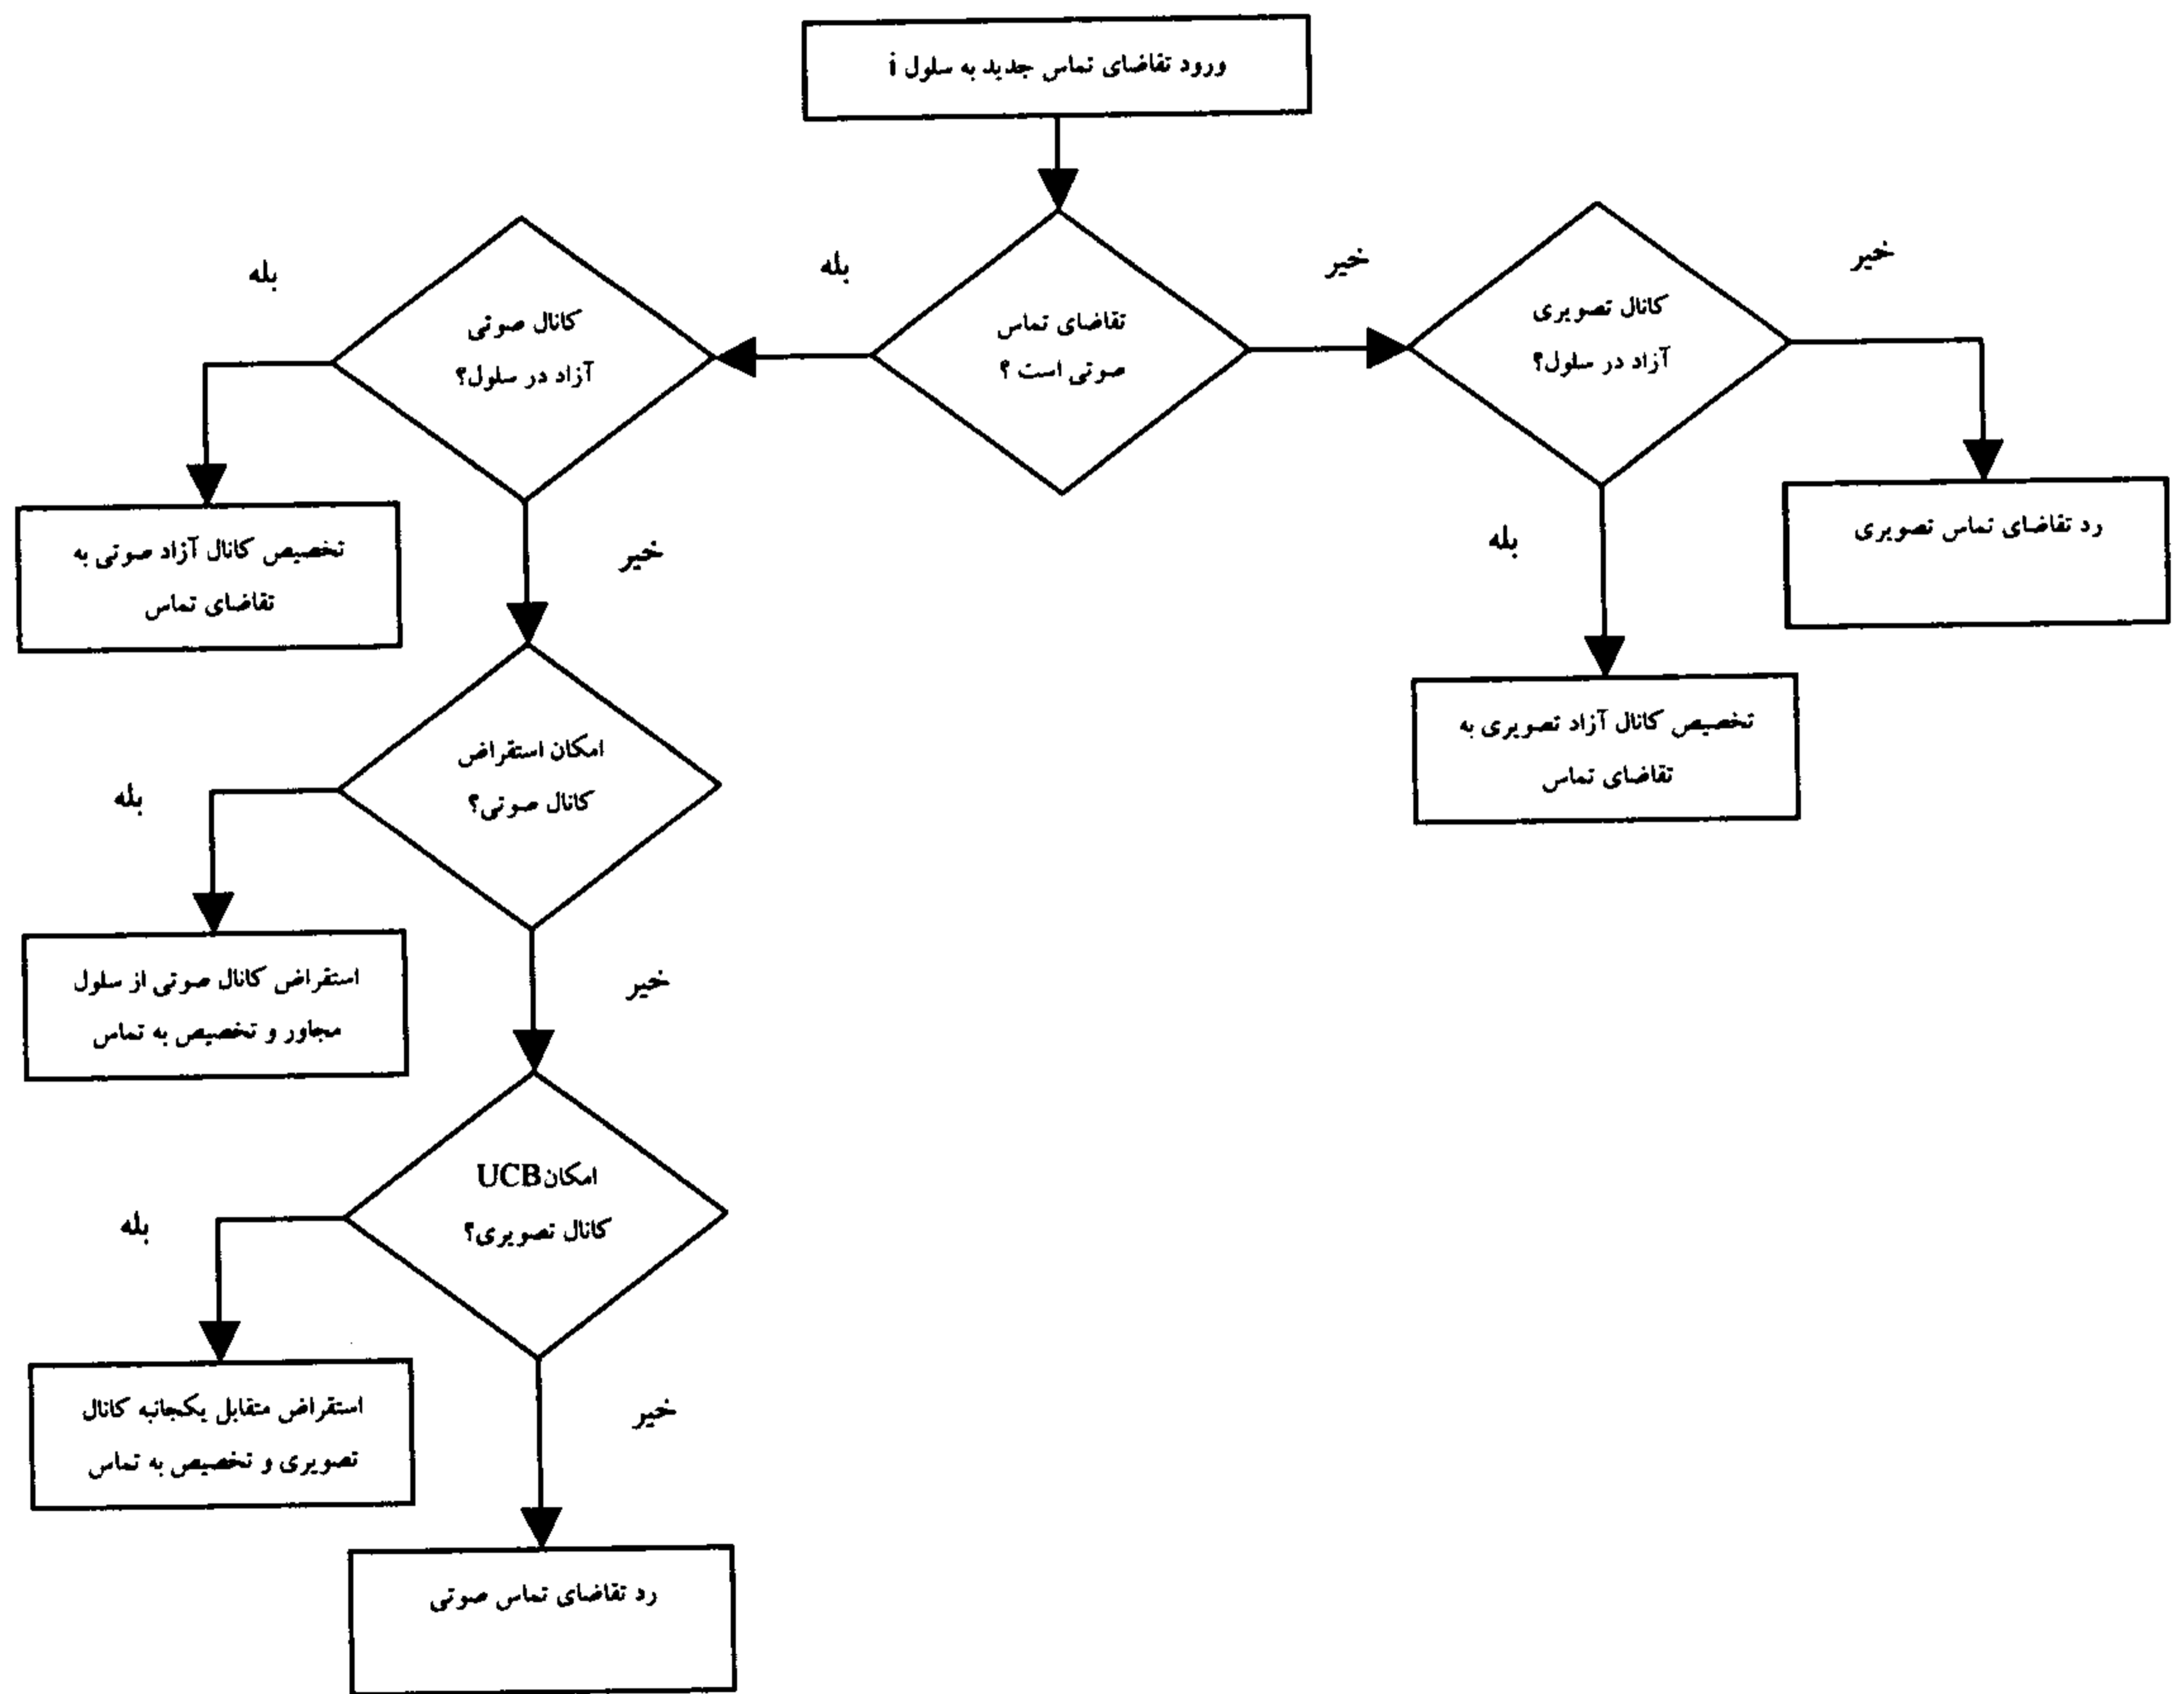 ورود تقاضای تماس جدید به سلول i
تقاضای تماس
صوتی است ؟
خیر
کانال تصویری
آزاد در سلول؟
خیر
رد تقاضای تماس تصویری
بله
تخصیص کانال آزاد تصویری به
تقاضای تماس
بله
کانال صوتی
آزاد در سلول؟
بله
تخصیص کانال آزاد صوتی به
تقاضای تماس
خیر
امکان استقراض
کانال صوتی؟
بله
استقراض کانال صوتی از سلول
مجاور و تخصیص به تماس
خیر
امکان UCB
کانال تصویری؟
بله
استقراض متقابل یکجانبه کانال
تصویری و تخصیص به تماس
خیر
رد تقاضای تماس صوتی